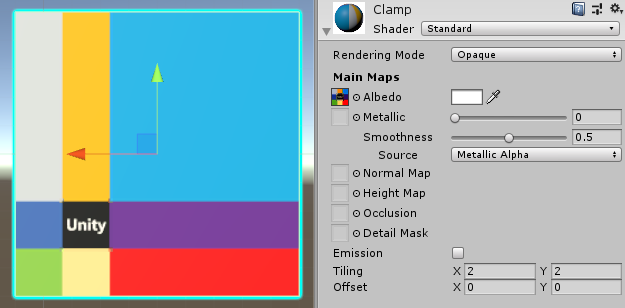 Unity
Clamp
Shader Standard
Rendering Mode Opaque
Main Maps
Albedo
Metallic 0
Smoothness 0.5
Source Metallic Alpha
Normal Map
Height Map
Occlusion
Detail Mask
Emission
Tiling X 2 Y 2
Offset X 0 Y 0